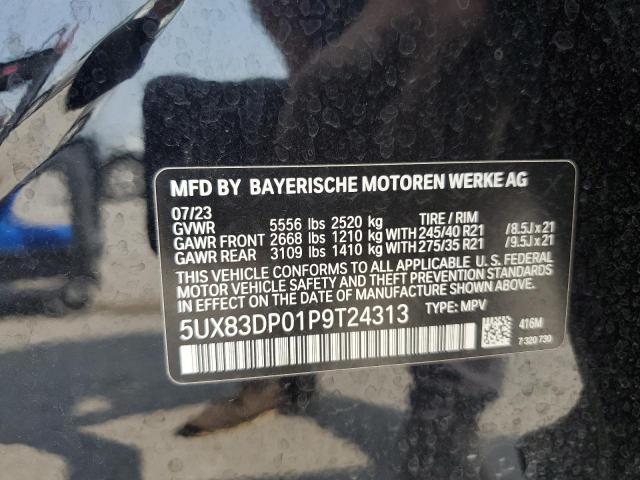 MFD BY BAYERISCHE MOTOREN WERKE AG
07/23
GVWR 5556 lbs 2520 kg TIRE / RIM
GAWR FRONT 2668 lbs 1210 kg WITH 245/40 R21 /8.5J x 21
GAWR REAR 3109 lbs 1410 kg WITH 275/35 R21 /9.5J x 21
THIS VEHICLE CONFORMS TO ALL APPLICABLE U. S. FEDERAL
MOTOR VEHICLE SAFETY STANDARDS
IN EFFECT ON THE DATE OF MANUFACTURE SHOWN ABOVE.
5UX83DP01P9T24313 TYPE: MPV
416M
7 320 730